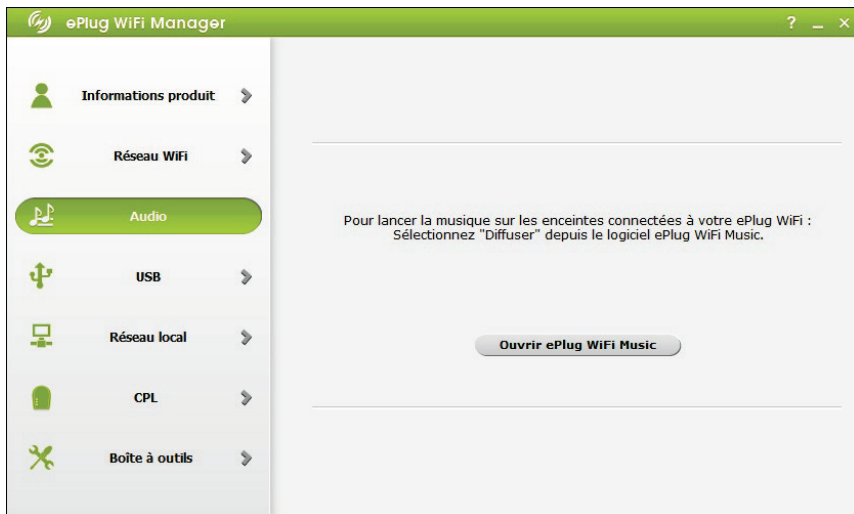 ePlug WiFi Manager
? _ ×
Informations produit
Réseau WiFi
Audio
USB
Réseau local
CPL
Boîte à outils
Pour lancer la musique sur les enceintes connectées à votre ePlug WiFi :
Sélectionnez "Diffuser" depuis le logiciel ePlug WiFi Music.
Ouvrir ePlug WiFi Music